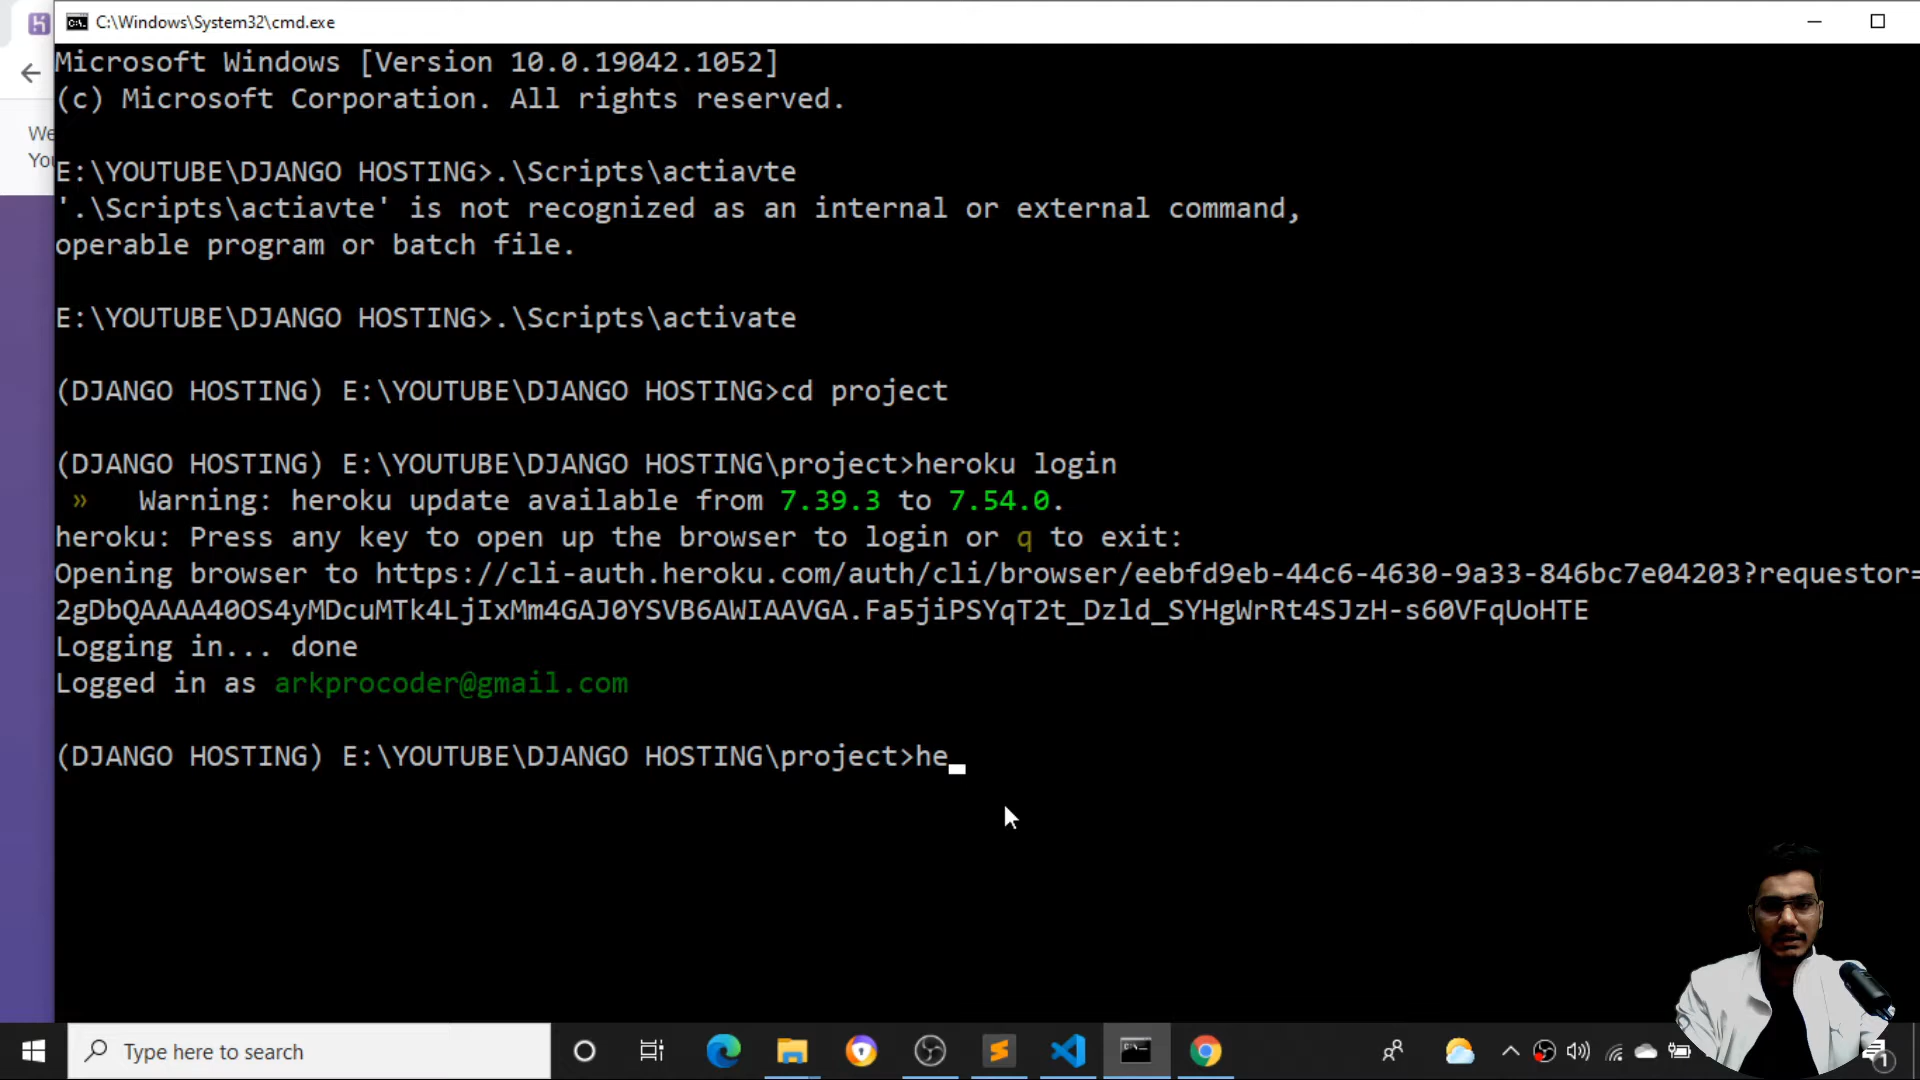 C:\Windows\System32\cmd.exe
Microsoft Windows [Version 10.0.19042.1052]
(c) Microsoft Corporation. All rights reserved.
We
You
E:\YOUTUBE\DJANGO HOSTING>.\Scripts\actiavte
'.\Scripts\actiavte' is not recognized as an internal or external command,
operable program or batch file.
E:\YOUTUBE\DJANGO HOSTING>.\Scripts\activate
(DJANGO HOSTING) E:\YOUTUBE\DJANGO HOSTING>cd project
(DJANGO HOSTING) E:\YOUTUBE\DJANGO HOSTING\project>heroku login
» Warning: heroku update available from 7.39.3 to 7.54.0.
heroku: Press any key to open up the browser to login or q to exit:
Opening browser to https://cli-auth.heroku.com/auth/cli/browser/eebfd9eb-44c6-4630-9a33-846bc7e04203?requestor=
2gDbQAAAA40OS4yMDcuMTk4LjIxMm4GAJ0YSVB6AWIAAVGA.Fa5jiPSYqT2t_Dzld_SYHgWrRt4SJzH-s60VFqUoHTE
Logging in... done
Logged in as arkprocoder@gmail.com
(DJANGO HOSTING) E:\YOUTUBE\DJANGO HOSTING\project>he_
Type here to search
1